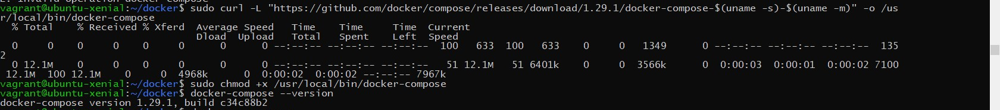 E: Invalid operation docker-compose
vagrant@ubuntu-xenial:~/docker$ sudo curl -L "https://github.com/docker/compose/releases/download/1.29.1/docker-compose-$(uname -s)-$(uname -m)" -o /us
r/local/bin/docker-compose
% Total % Received % Xferd Average Speed Time Time Time Current
Dload Upload Total Spent Left Speed
0 0 0 0 0 0 0 0 --:--:-- --:--:-- --:--:-- 100 633 100 633 0 0 1349 0 --:--:-- --:--:-- --:--:-- 135
2
0 12.1M 0 0 0 0 0 0 --:--:-- --:--:-- --:--:-- 51 12.1M 51 6401k 0 0 3566k 0 0:00:03 0:00:01 0:00:02 7100
12.1M 100 12.1M 0 0 4968k 0 0:00:02 0:00:02 --:--:-- 7967k
vagrant@ubuntu-xenial:~/docker$ sudo chmod +x /usr/local/bin/docker-compose
vagrant@ubuntu-xenial:~/docker$ docker-compose --version
docker-compose version 1.29.1, build c34c88b2